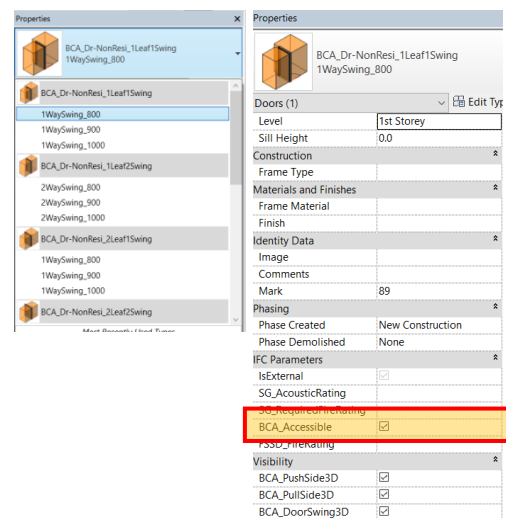 Properties
BCA_Dr-NonResi_1Leaf1Swing
1WaySwing_800
BCA_Dr-NonResi_1Leaf1Swing
1WaySwing_800
1WaySwing_900
1WaySwing_1000
BCA_Dr-NonResi_1Leaf2Swing
2WaySwing_800
2WaySwing_900
2WaySwing_1000
BCA_Dr-NonResi_2Leaf1Swing
1WaySwing_800
1WaySwing_900
1WaySwing_1000
BCA_Dr-NonResi_2Leaf2Swing
Most Recently Used Types
Properties
BCA_Dr-NonResi_1Leaf1Swing
1WaySwing_800
Doors (1) Edit Typ
Level 1st Storey
Sill Height 0.0
Construction
Frame Type
Materials and Finishes
Frame Material
Finish
Identity Data
Image
Comments
Mark 89
Phasing
Phase Created New Construction
Phase Demolished None
IFC Parameters
IsExternal
SG_AcousticRating
SG_RequiredFireRating
BCA_Accessible
FSSD_FireRating
Visibility
BCA_PushSide3D
BCA_PullSide3D
BCA_DoorSwing3D